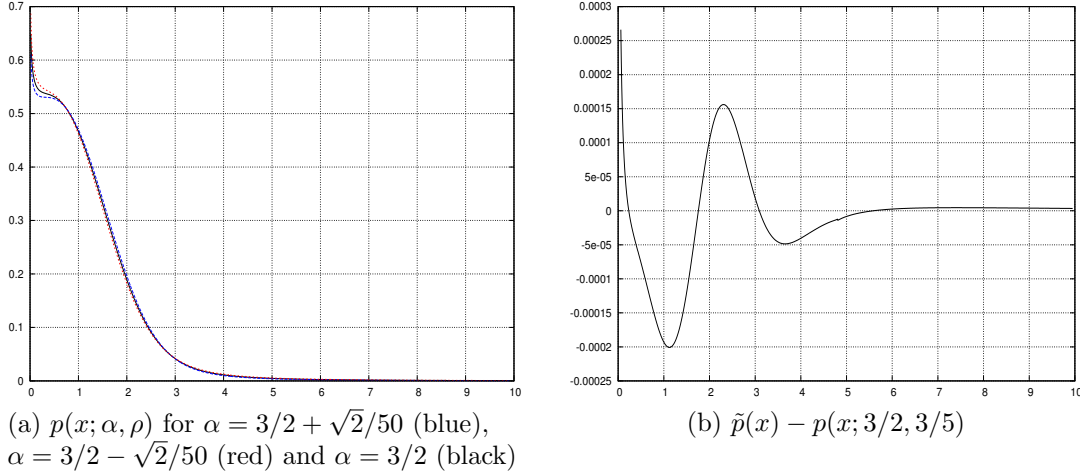 0.7
0.6
0.5
0.4
0.3
0.2
0.1
0
0 1 2 3 4 5 6 7 8 9 10
(a) p(x; α, ρ) for α = 3/2 + √2/50 (blue),
α = 3/2 − √2/50 (red) and α = 3/2 (black)
0.0003
0.00025
0.0002
0.00015
0.0001
5e-05
0
-5e-05
-0.0001
-0.00015
-0.0002
-0.00025
0 1 2 3 4 5 6 7 8 9 10
(b) p̃(x) − p(x; 3/2, 3/5)